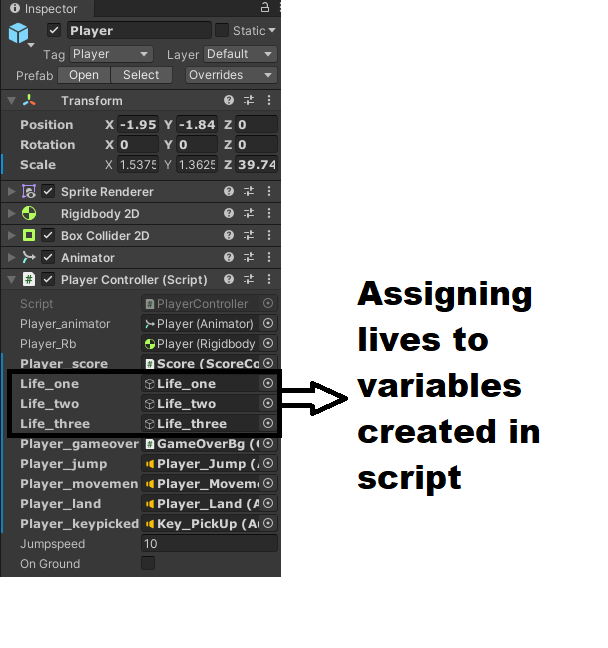 Inspector
Player
Static
Tag Player Layer Default
Prefab Open Select Overrides
Transform
Position X -1.95 Y -1.84 Z 0
Rotation X 0 Y 0 Z 0
Scale X 1.5375 Y 1.3625 Z 39.74
Sprite Renderer
Rigidbody 2D
Box Collider 2D
Animator
Player Controller (Script)
Script PlayerController
Player_animator Player (Animator)
Player_Rb Player (Rigidbody
Player_score Score (ScoreCo
Life_one Life_one
Life_two Life_two
Life_three Life_three
Player_gameover GameOverBg (
Player_jump Player_Jump (A
Player_movemen Player_Moveme
Player_land Player_Land (A
Player_keypicked Key_PickUp (A
Jumpspeed 10
On Ground
Assigning
lives to
variables
created in
script